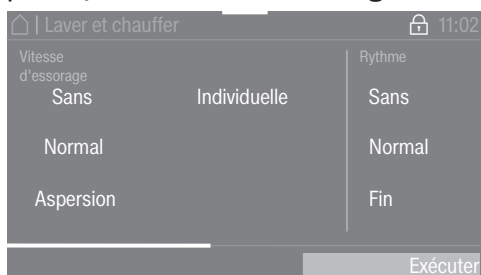 | Laver et chauffer 11:02
Vitesse d'essorage
Sans
Individuelle
Normal
Aspersion
Rythme
Sans
Normal
Fin
Exécuter